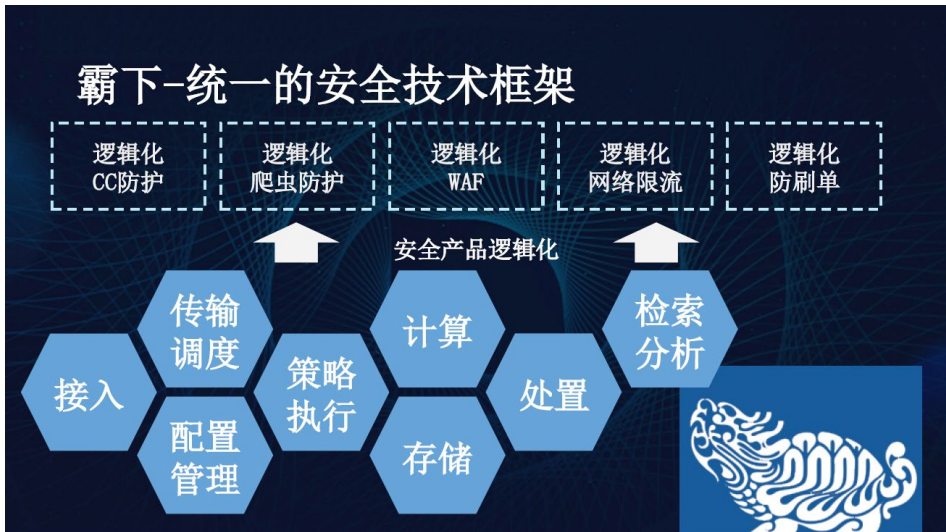 霸下-统一的安全技术框架
逻辑化
CC防护
逻辑化
爬虫防护
逻辑化
WAF
逻辑化
网络限流
逻辑化
防刷单
安全产品逻辑化
接入
传输
调度
配置
管理
策略
执行
计算
存储
处置
检索
分析